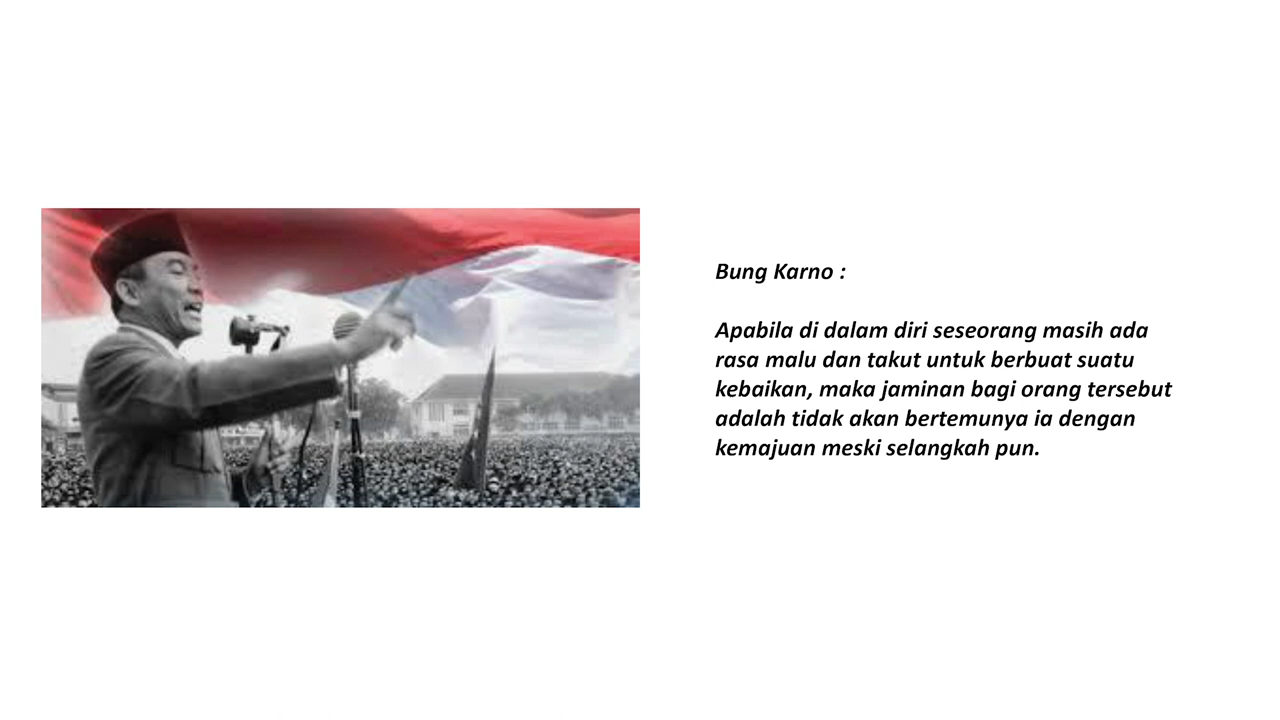 Bung Karno :
Apabila di dalam diri seseorang masih ada
rasa malu dan takut untuk berbuat suatu
kebaikan, maka jaminan bagi orang tersebut
adalah tidak akan bertemunya ia dengan
kemajuan meski selangkah pun.